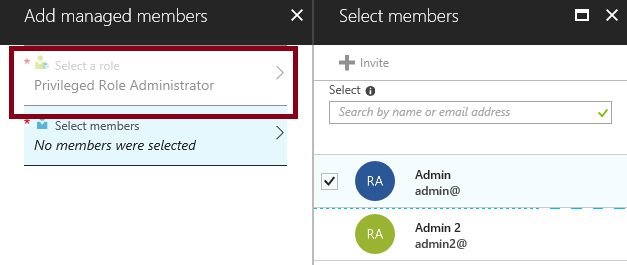 Add managed members
* Select a role
Privileged Role Administrator
* Select members
No members were selected
Select members
Invite
Select
Search by name or email address
RA
Admin
admin@
RA
Admin 2
admin2@